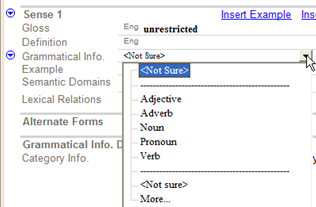 Sense 1 Insert Example Ins
Gloss Eng unrestricted
Definition Eng
Grammatical Info. <Not Sure>
Example <Not Sure>
Semantic Domains
Adjective
Lexical Relations Adverb
Noun
Alternate Forms Pronoun
Verb
Grammatical Info. D
Category Info. y
<Not sure>
More...